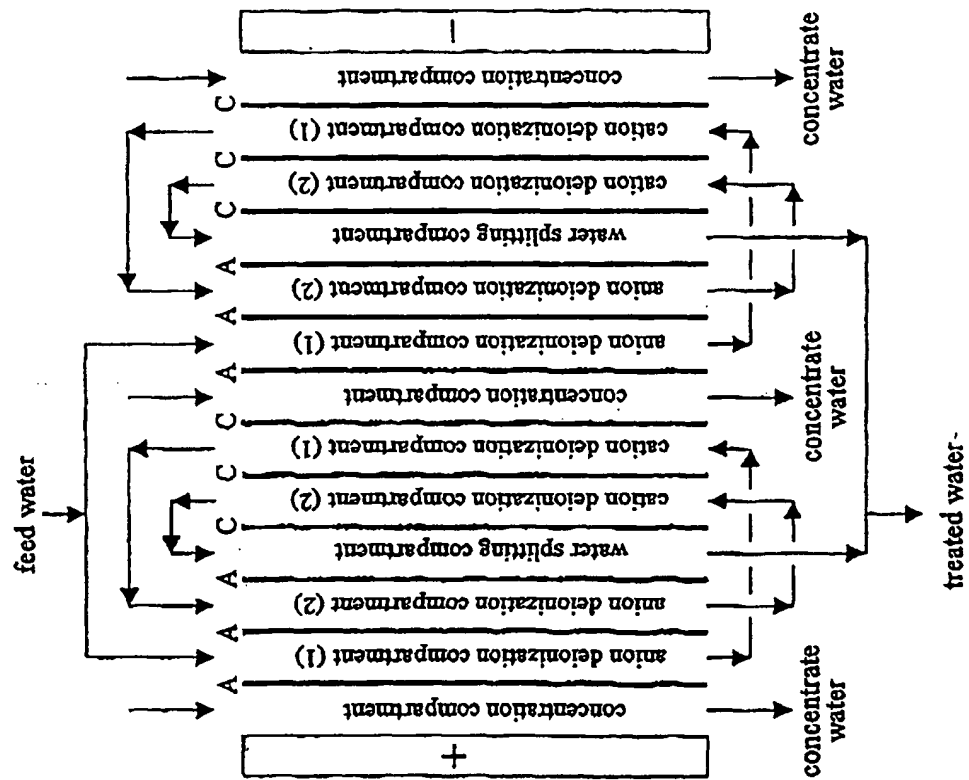 feed water
−
concentration compartment
C
cation deionization compartment (1)
C
cation deionization compartment (2)
C
water splitting compartment
A
anion deionization compartment (2)
A
anion deionization compartment (1)
A
concentration compartment
C
cation deionization compartment (1)
C
cation deionization compartment (2)
C
water splitting compartment
A
anion deionization compartment (2)
A
anion deionization compartment (1)
A
concentration compartment
+
concentrate
water
concentrate
water
concentrate
water
treated water